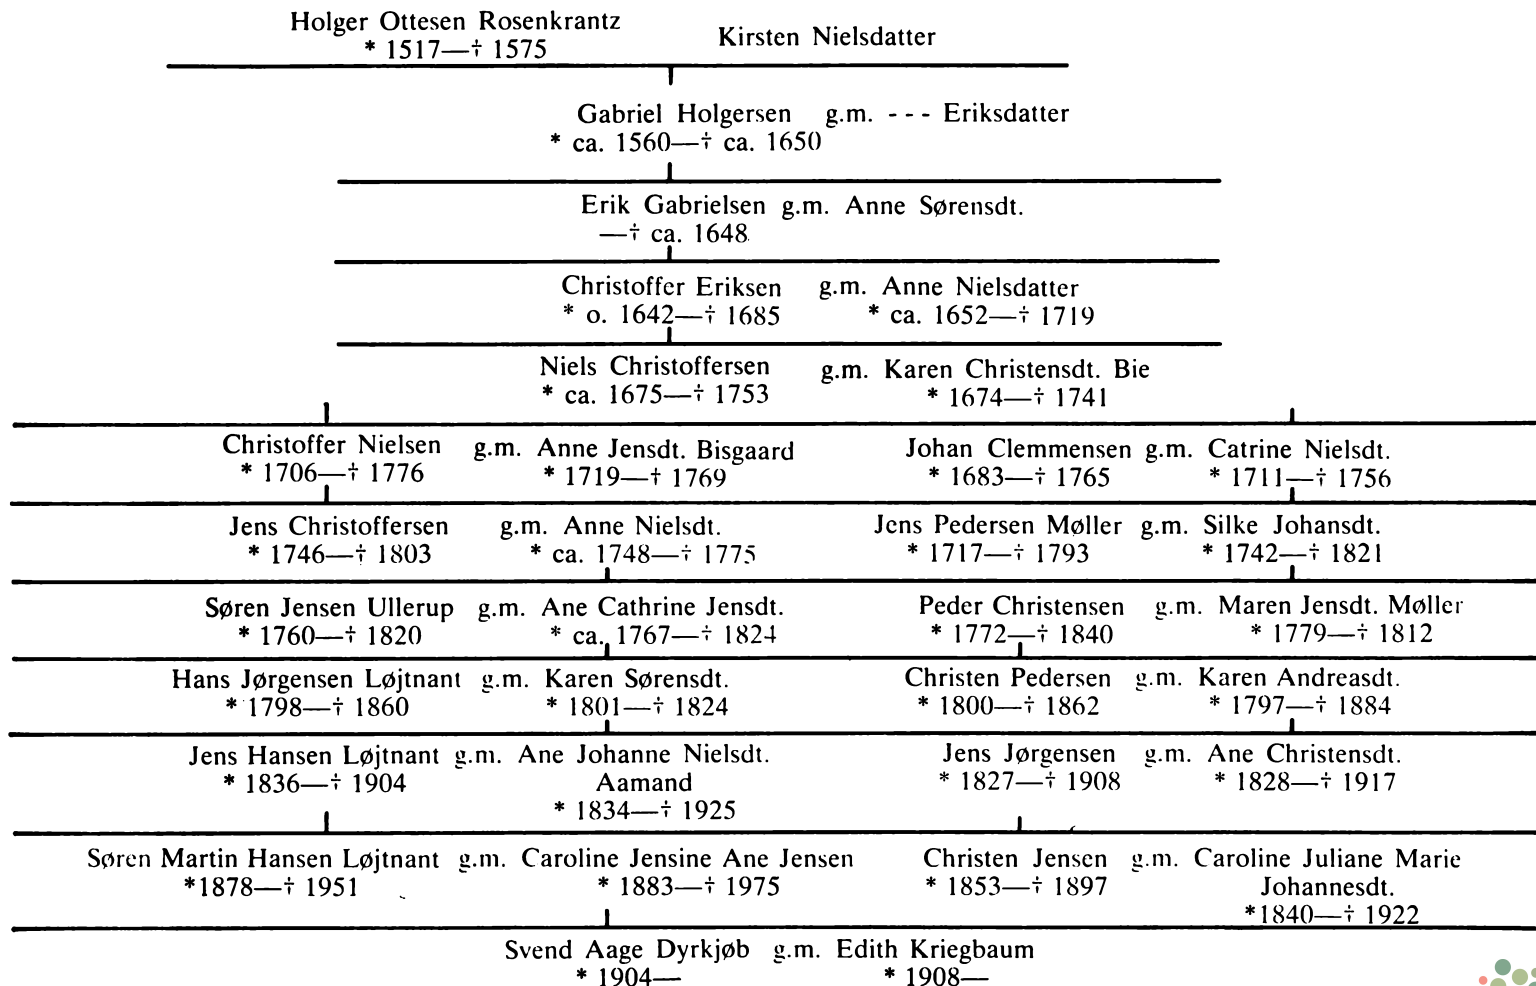 Holger Ottesen Rosenkrantz
* 1517—† 1575
Kirsten Nielsdatter
Gabriel Holgersen g.m. - - - Eriksdatter
* ca. 1560—† ca. 1650
Erik Gabrielsen g.m. Anne Sørensdt.
—† ca. 1648
Christoffer Eriksen g.m. Anne Nielsdatter
* o. 1642—† 1685 * ca. 1652—† 1719
Niels Christoffersen g.m. Karen Christensdt. Bie
* ca. 1675—† 1753 * 1674—† 1741
Christoffer Nielsen g.m. Anne Jensdt. Bisgaard Johan Clemmensen g.m. Catrine Nielsdt.
* 1706—† 1776 * 1719—† 1769 * 1683—† 1765 * 1711—† 1756
Jens Christoffersen g.m. Anne Nielsdt. Jens Pedersen Møller g.m. Silke Johansdt.
* 1746—† 1803 * ca. 1748—† 1775 * 1717—† 1793 * 1742—† 1821
Søren Jensen Ullerup g.m. Ane Cathrine Jensdt. Peder Christensen g.m. Maren Jensdt. Møller
* 1760—† 1820 * ca. 1767—† 1824 * 1772—† 1840 * 1779—† 1812
Hans Jørgensen Løjtnant g.m. Karen Sørensdt. Christen Pedersen g.m. Karen Andreasdt.
* 1798—† 1860 * 1801—† 1824 * 1800—† 1862 * 1797—† 1884
Jens Hansen Løjtnant g.m. Ane Johanne Nielsdt. Jens Jørgensen g.m. Ane Christensdt.
* 1836—† 1904 Aamand * 1827—† 1908 * 1828—† 1917
* 1834—† 1925
Søren Martin Hansen Løjtnant g.m. Caroline Jensine Ane Jensen Christen Jensen g.m. Caroline Juliane Marie
*1878—† 1951 * 1883—† 1975 * 1853—† 1897 Johannesdt.
*1840—† 1922
Svend Aage Dyrkjøb g.m. Edith Kriegbaum
* 1904— * 1908—